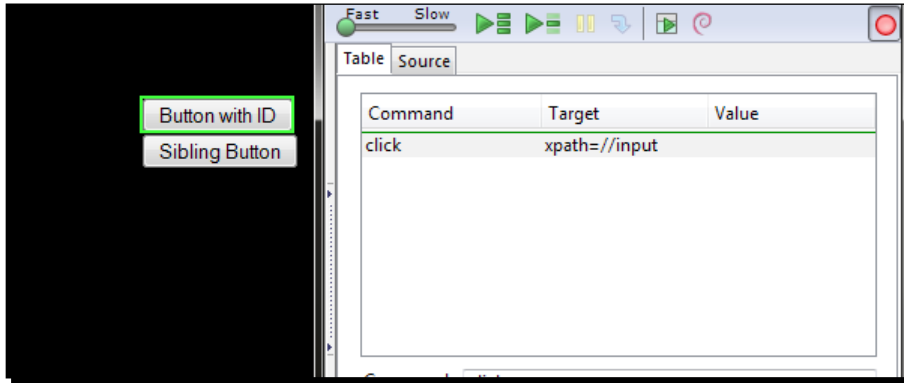 Fast Slow
Table Source
Button with ID
Sibling Button
Command Target Value
click xpath=//input